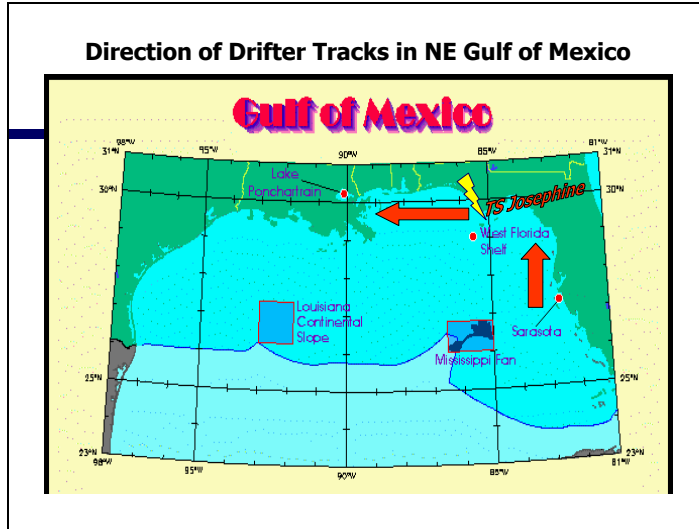 Direction of Drifter Tracks in NE Gulf of Mexico
Gulf of Mexico
98°W
95°W
90°W
85°W
81°W
31°N
31°N
30°N
30°N
Lake
Ponchartrain
TS Josephine
West Florida
Shelf
Louisiana
Continental
Slope
Sarasota
Mississippi Fan
25°N
25°N
23°N
23°N
98°W
95°W
90°W
85°W
81°W